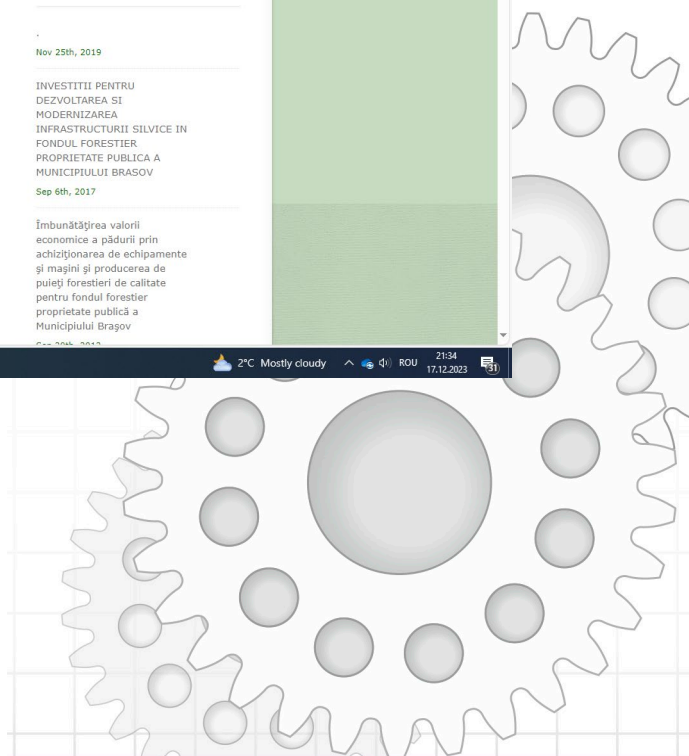 .
Nov 25th, 2019
INVESTITII PENTRU
DEZVOLTAREA SI
MODERNIZAREA
INFRASTRUCTURII SILVICE IN
FONDUL FORESTIER
PROPRIETATE PUBLICA A
MUNICIPIULUI BRASOV
Sep 6th, 2017
Îmbunătăţirea valorii
economice a pădurii prin
achiziţionarea de echipamente
şi maşini şi producerea de
puieţi forestieri de calitate
pentru fondul forestier
proprietate publică a
Municipiului Braşov
2°C Mostly cloudy
ROU
21:34
17.12.2023
31